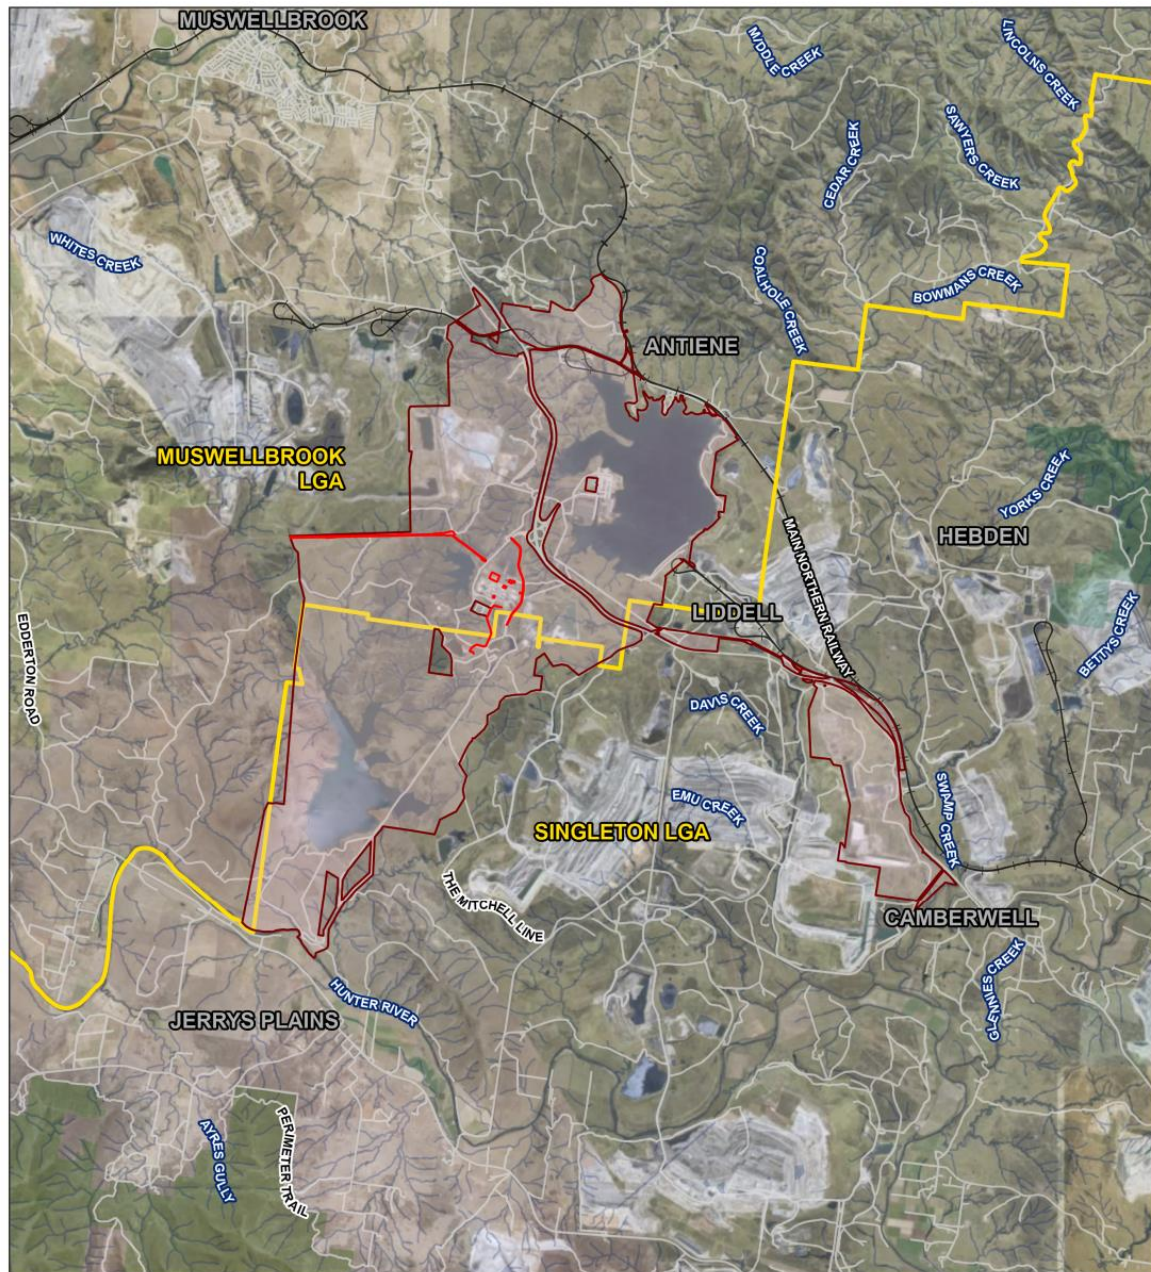 MUSWELLBROOK
MIDDLE CREEK
LINCOLNS CREEK
SAWYERS CREEK
CEDAR CREEK
WHITES CREEK
COALHOLE CREEK
BOWMANS CREEK
ANTIENE
MUSWELLBROOK
LGA
YORKS CREEK
HEBDEN
MAIN NORTHERN RAILWAY
LIDDELL
BETTYS CREEK
EDDERTON ROAD
DAVIS CREEK
EMU CREEK
SWAMP CREEK
SINGLETON LGA
THE MITCHELL LINE
CAMBERWELL
GLENNIES CREEK
HUNTER RIVER
JERRYS PLAINS
PERIMETER TRAIL
AYRES GULLY